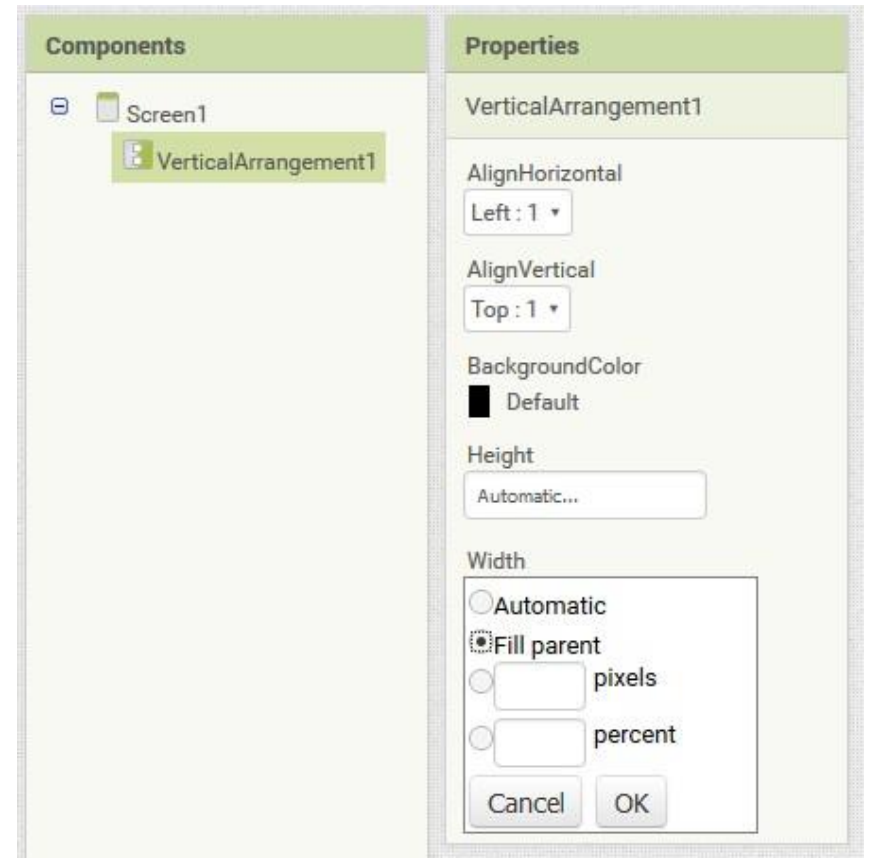 Components
Screen1
VerticalArrangement1
Properties
VerticalArrangement1
AlignHorizontal
Left : 1
AlignVertical
Top : 1
BackgroundColor
Default
Height
Automatic...
Width
Automatic
Fill parent
pixels
percent
Cancel OK